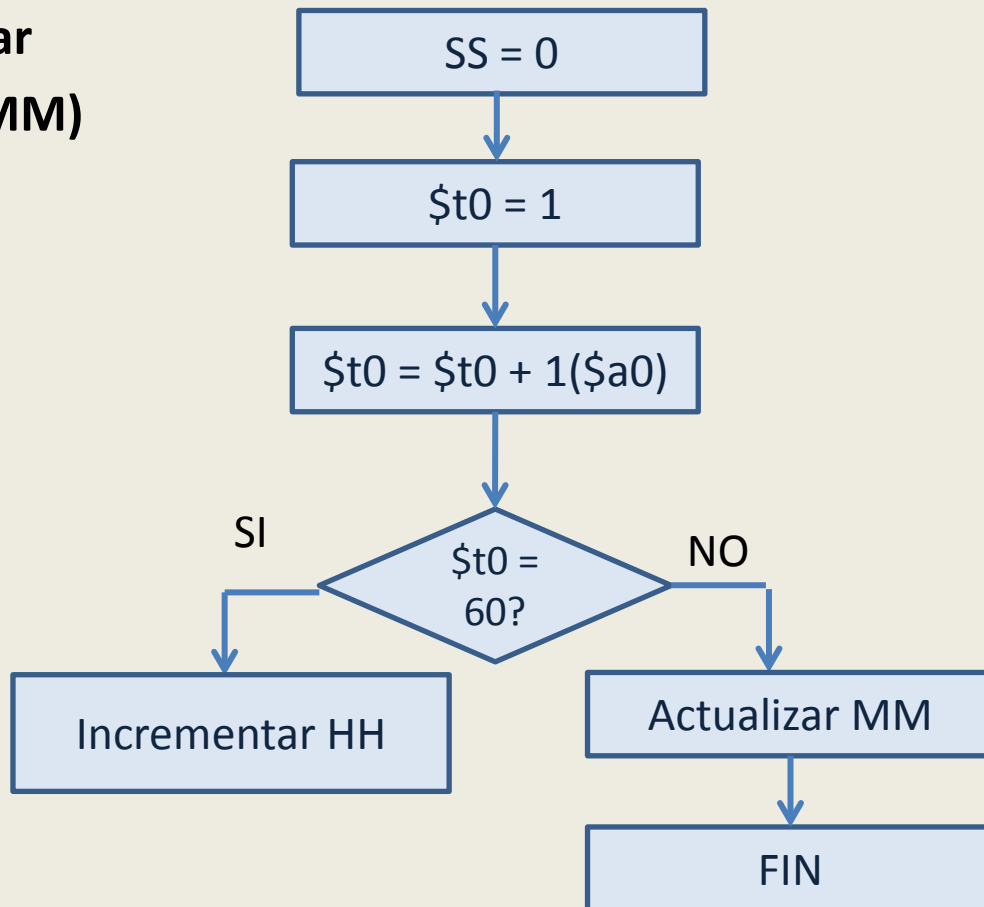 ar
MM)
SS = 0
$t0 = 1
$t0 = $t0 + 1($a0)
SI
NO
$t0 =
60?
Incrementar HH
Actualizar MM
FIN